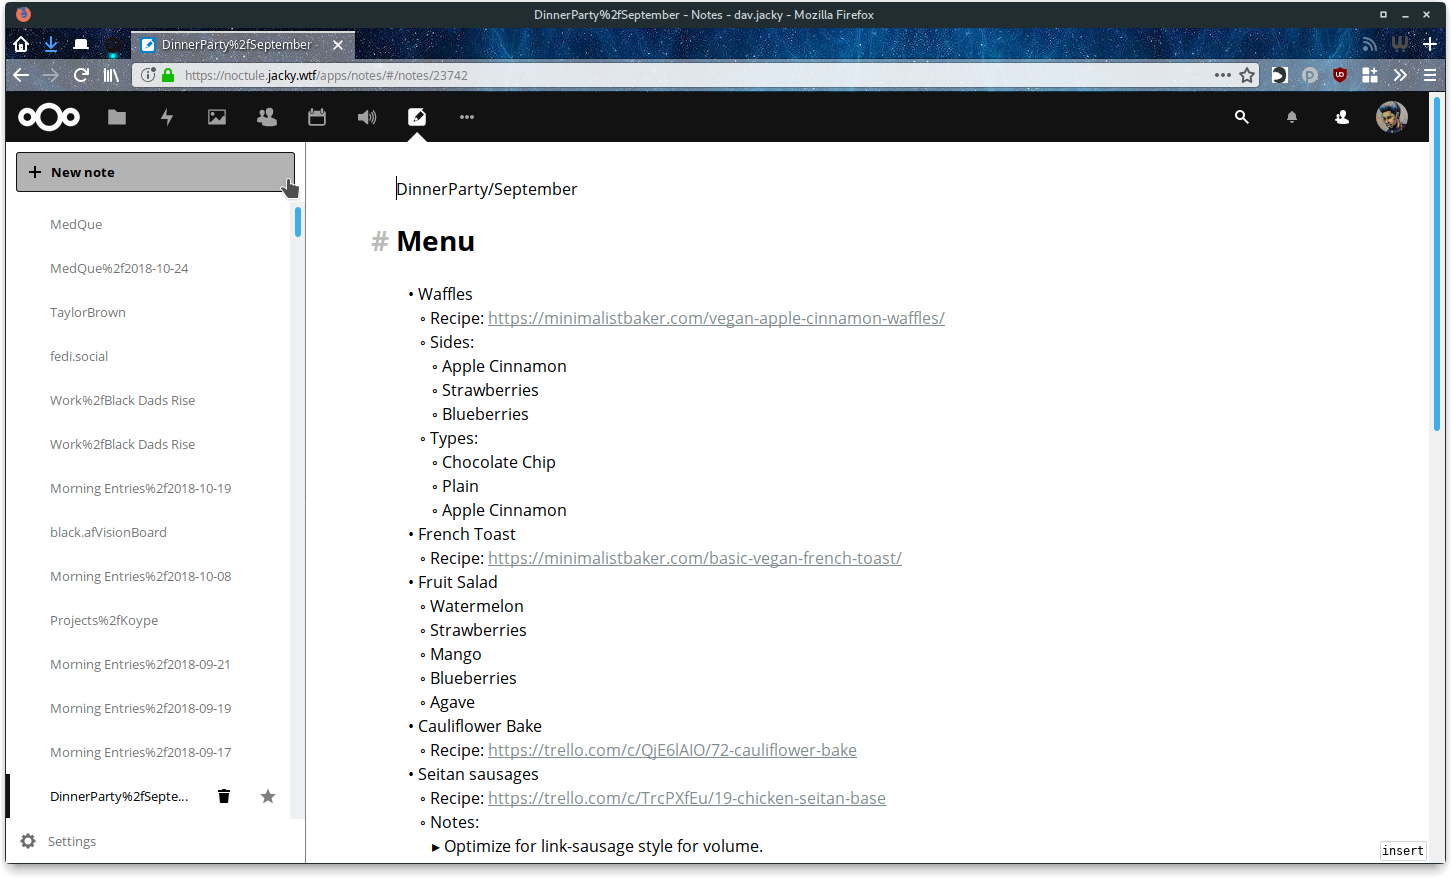 DinnerParty%2fSeptember - Notes - dav.jacky - Mozilla Firefox
DinnerParty%2fSeptember -
https://noctule.jacky.wtf/apps/notes/#/notes/23742
+ New note
MedQue
MedQue%2f2018-10-24
TaylorBrown
fedi.social
Work%2fBlack Dads Rise
Work%2fBlack Dads Rise
Morning Entries%2f2018-10-19
black.afVisionBoard
Morning Entries%2f2018-10-08
Projects%2fKoype
Morning Entries%2f2018-09-21
Morning Entries%2f2018-09-19
Morning Entries%2f2018-09-17
DinnerParty%2fSepte...
Settings
DinnerParty/September
# Menu
• Waffles
◦ Recipe: https://minimalistbaker.com/vegan-apple-cinnamon-waffles/
◦ Sides:
◦ Apple Cinnamon
◦ Strawberries
◦ Blueberries
◦ Types:
◦ Chocolate Chip
◦ Plain
◦ Apple Cinnamon
• French Toast
◦ Recipe: https://minimalistbaker.com/basic-vegan-french-toast/
• Fruit Salad
◦ Watermelon
◦ Strawberries
◦ Mango
◦ Blueberries
◦ Agave
• Cauliflower Bake
◦ Recipe: https://trello.com/c/QjE6lAIO/72-cauliflower-bake
• Seitan sausages
◦ Recipe: https://trello.com/c/TrcPXfEu/19-chicken-seitan-base
◦ Notes:
▸ Optimize for link-sausage style for volume.
insert